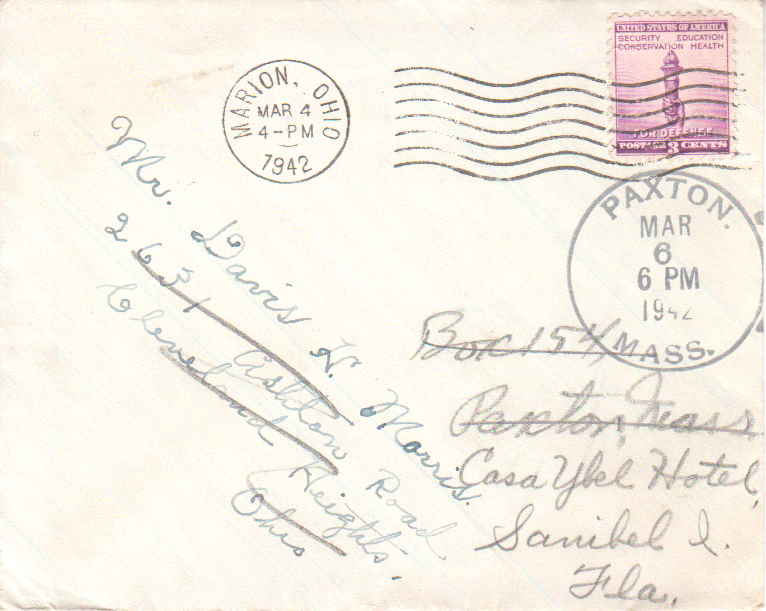 UNITED STATES OF AMERICA
SECURITY EDUCATION
CONSERVATION HEALTH
FOR DEFENSE
POSTAGE 3 CENTS
MARION, OHIO
MAR 4
4-PM
1942
PAXTON.
MAR
6
6 PM
1942
MASS.
Mr. Davis H. Morris.
2631 Ashton Road
Cleveland Heights.
Ohio
Box 154
Paxton, Mass
Casa Ybel Hotel,
Sanibel I.
Fla.